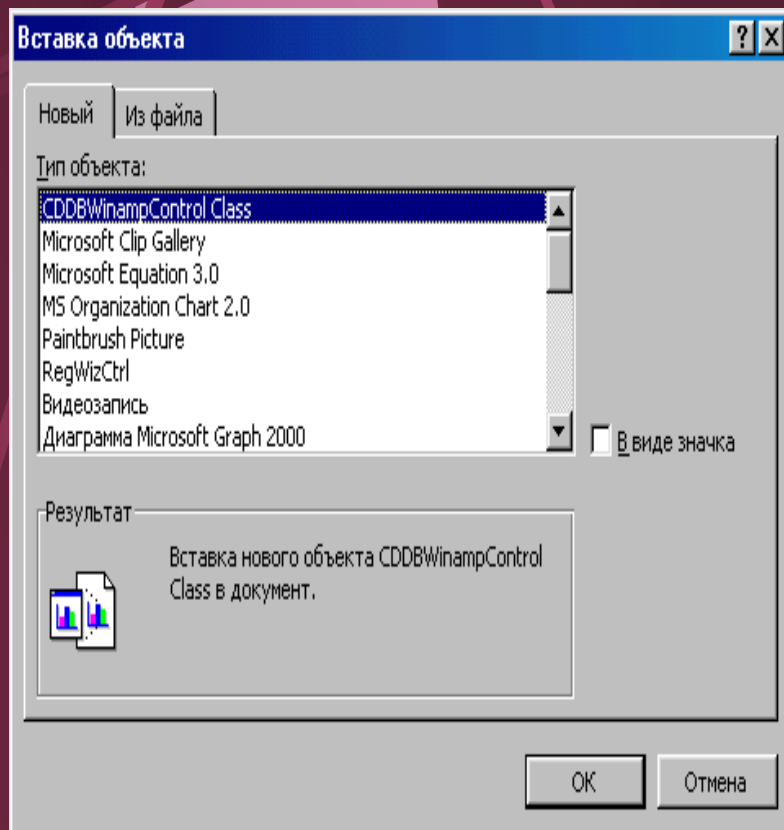 Вставка объекта
Новый
Из файла
Тип объекта:
CDDBWinampControl Class
Microsoft Clip Gallery
Microsoft Equation 3.0
MS Organization Chart 2.0
Paintbrush Picture
RegWizCtrl
Видеозапись
Диаграмма Microsoft Graph 2000
В виде значка
Результат
Вставка нового объекта CDDBWinampControl
Class в документ.
ОК
Отмена